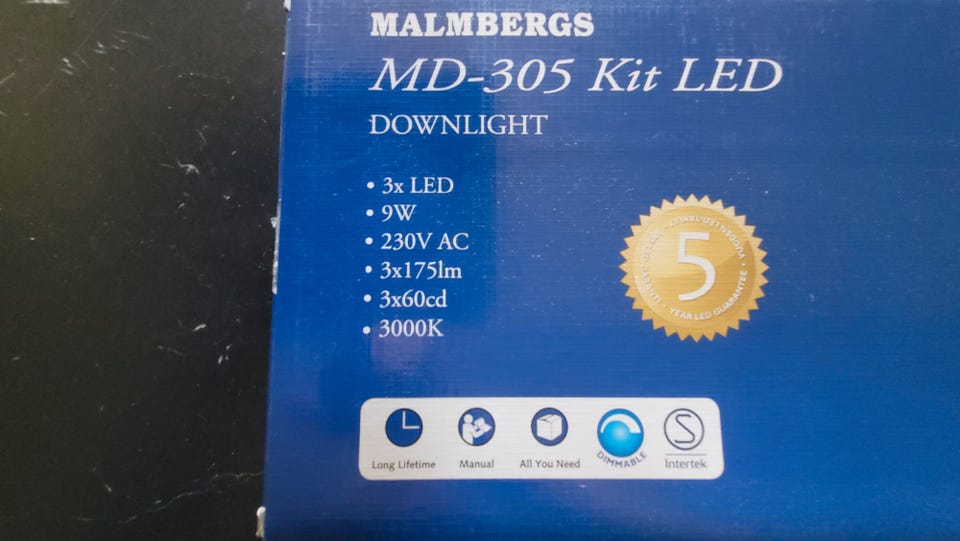 MALMBERGS
MD-305 Kit LED
DOWNLIGHT
• 3x LED
• 9W
• 230V AC
• 3x175lm
• 3x60cd
• 3000K
5
YEAR LED GUARANTEE
Long Lifetime
Manual
All You Need
DIMMABLE
S
Intertek